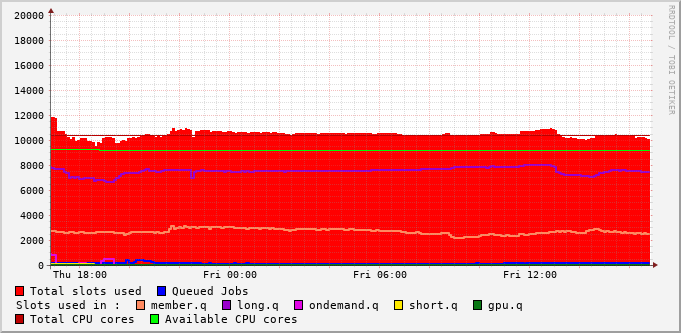 20000
18000
16000
14000
12000
10000
8000
6000
4000
2000
0
Thu 18:00 Fri 00:00 Fri 06:00 Fri 12:00
RRDTOOL / TOBI OETIKER
Total slots used Queued Jobs
Slots used in : member.q long.q ondemand.q short.q gpu.q
Total CPU cores Available CPU cores